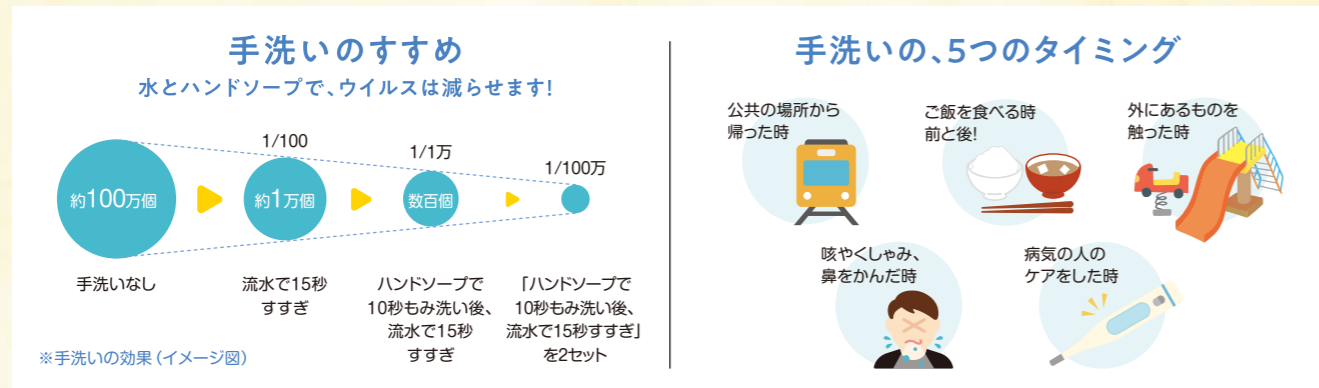 手洗いのすすめ
水とハンドソープで、ウイルスは減らせます!
約100万個
手洗いなし
1/100
約1万個
流水で15秒
すすぎ
1/1万
数百個
ハンドソープで
10秒もみ洗い後、
流水で15秒
すすぎ
1/100万
「ハンドソープで
10秒もみ洗い後、
流水で15秒すすぎ」
を2セット
※手洗いの効果(イメージ図)
手洗いの、5つのタイミング
公共の場所から
帰った時
ご飯を食べる時
前と後!
外にあるものを
触った時
咳やくしゃみ、
鼻をかんだ時
病気の人の
ケアをした時